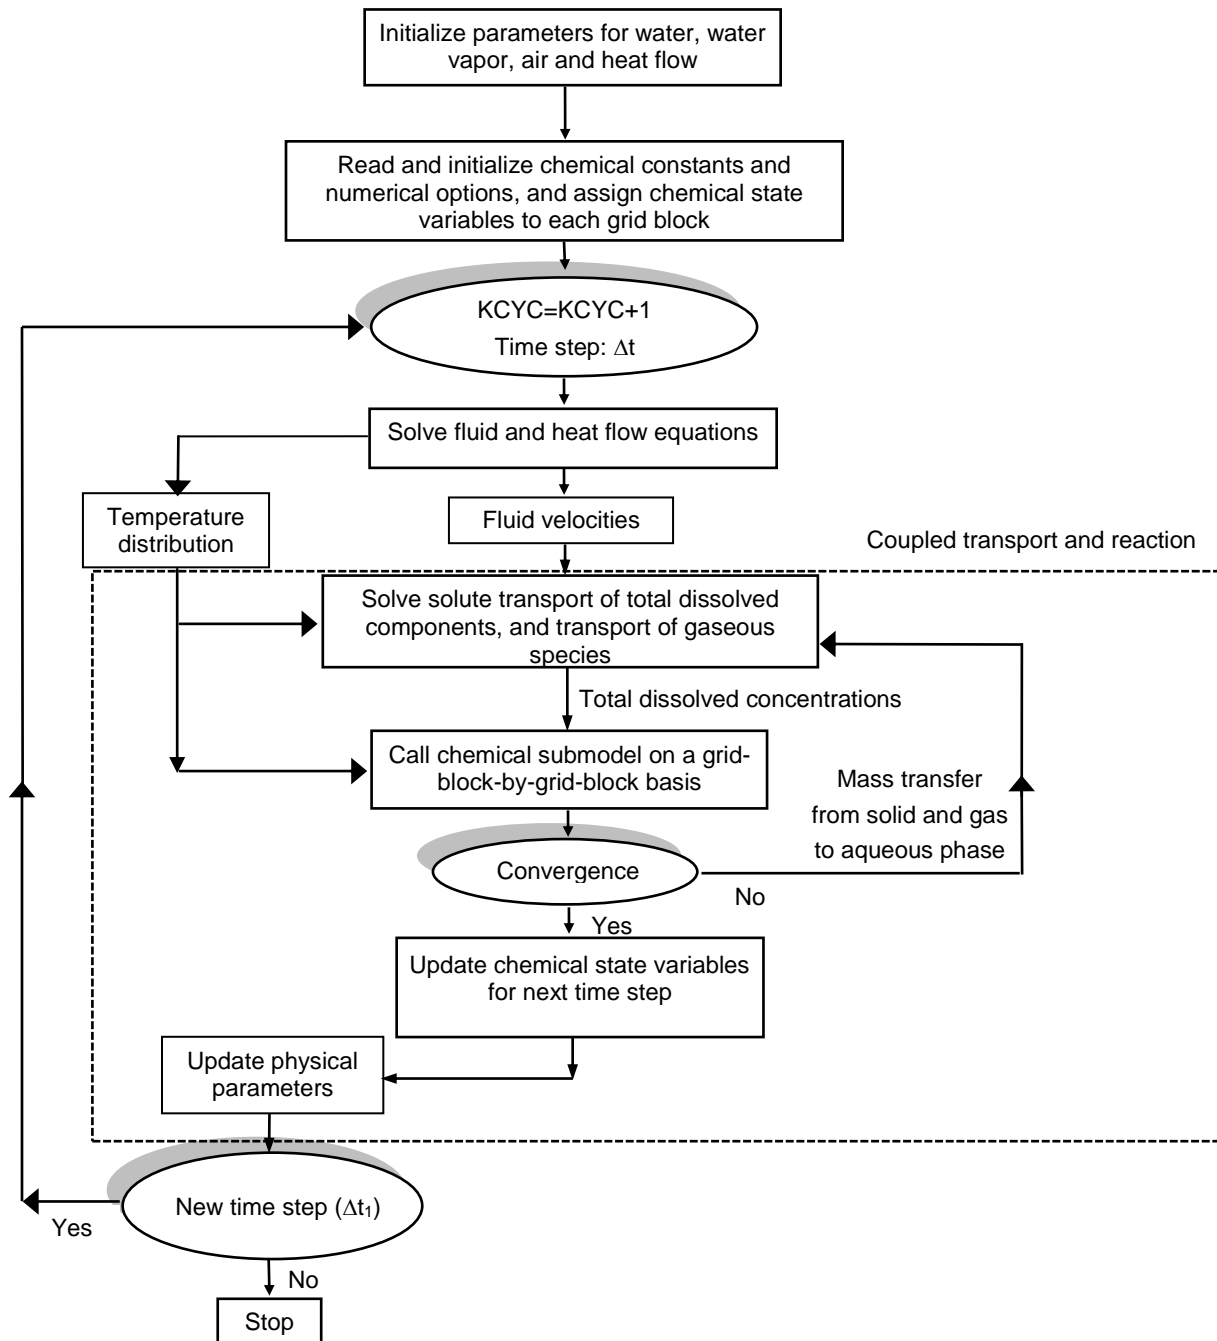 Initialize parameters for water, water
vapor, air and heat flow
Read and initialize chemical constants and
numerical options, and assign chemical state
variables to each grid block
KCYC=KCYC+1
Time step: Δt
Solve fluid and heat flow equations
Temperature
distribution
Fluid velocities
Coupled transport and reaction
Solve solute transport of total dissolved
components, and transport of gaseous
species
Total dissolved concentrations
Call chemical submodel on a grid-
block-by-grid-block basis
Mass transfer
from solid and gas
to aqueous phase
Convergence
No
Yes
Update chemical state variables
for next time step
Update physical
parameters
New time step (Δt₁)
Yes
No
Stop